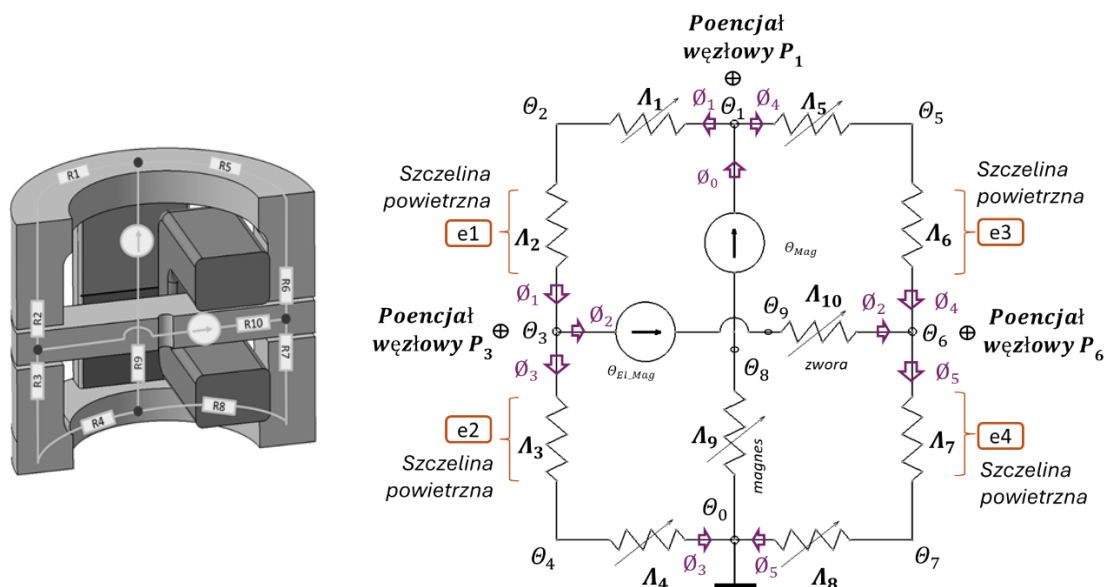 R1
R5
R2
R6
R10
R3
R9
R7
R4
R8
Poencjał
węzłowy P₁
⊕
Θ₂
Λ₁
Ø₁
Θ₁
Ø₄
Λ₅
Θ₅
Ø₀
Szczelina
powietrzna
e1
Λ₂
Θ_Mag
Λ₆
Szczelina
powietrzna
e3
Ø₁
Poencjał
węzłowy P₃
⊕
Θ₃
Ø₂
Θ_El_Mag
Θ₉
Λ₁₀
zwora
Ø₂
Ø₄
Θ₆
⊕
Poencjał
węzłowy P₆
Ø₃
Θ₈
Ø₅
e2
Szczelina
powietrzna
Λ₃
Λ₉
magnes
Λ₇
e4
Szczelina
powietrzna
Θ₀
Θ₄
Λ₄
Ø₃
Ø₅
Λ₈
Θ₇